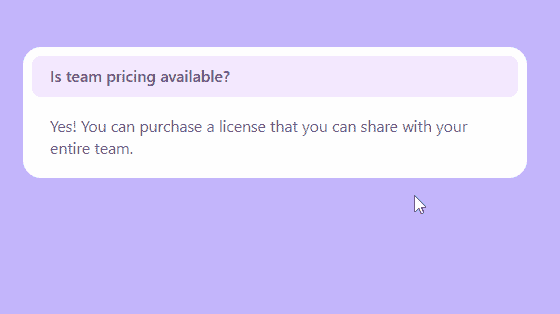 Is team pricing available?
Yes! You can purchase a license that you can share with your
entire team.